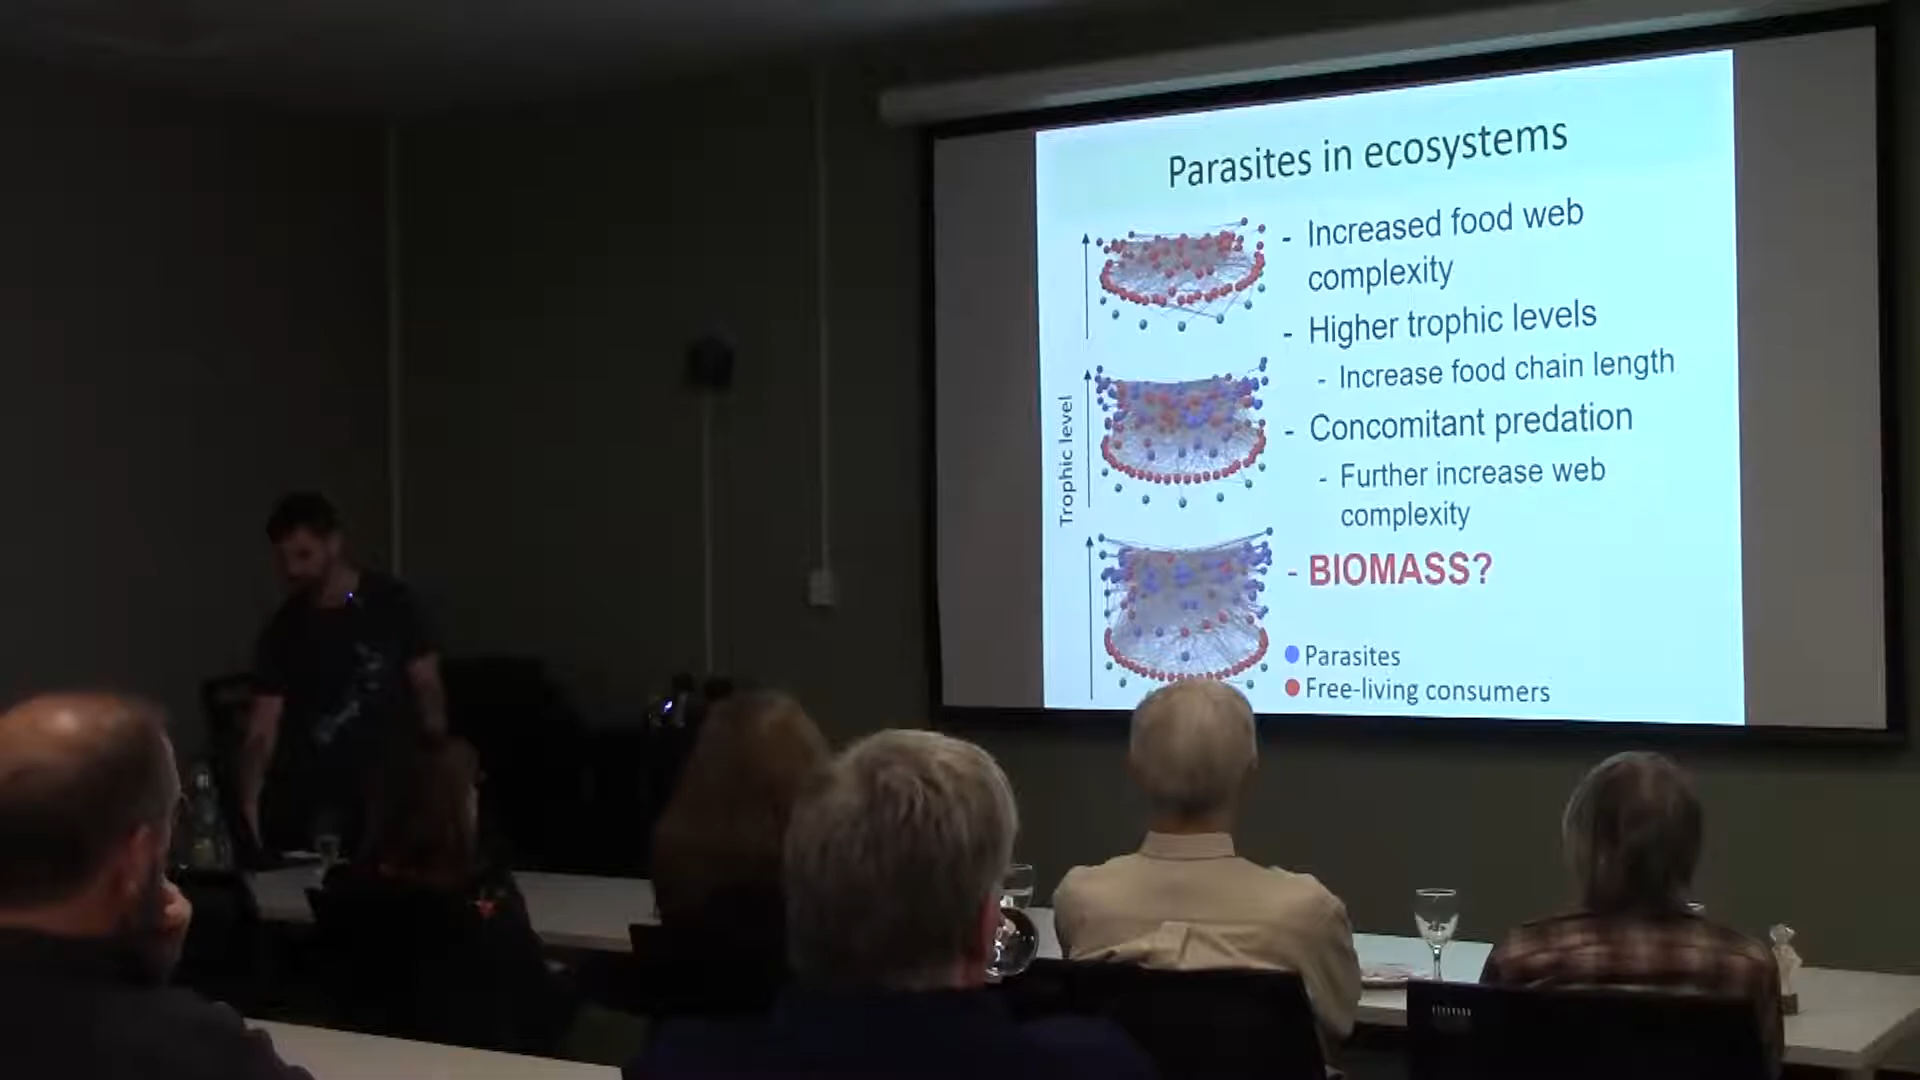 Parasites in ecosystems
- Increased food web
complexity
- Higher trophic levels
- Increase food chain length
- Concomitant predation
- Further increase web
complexity
- BIOMASS?
Trophic level
Parasites
Free-living consumers